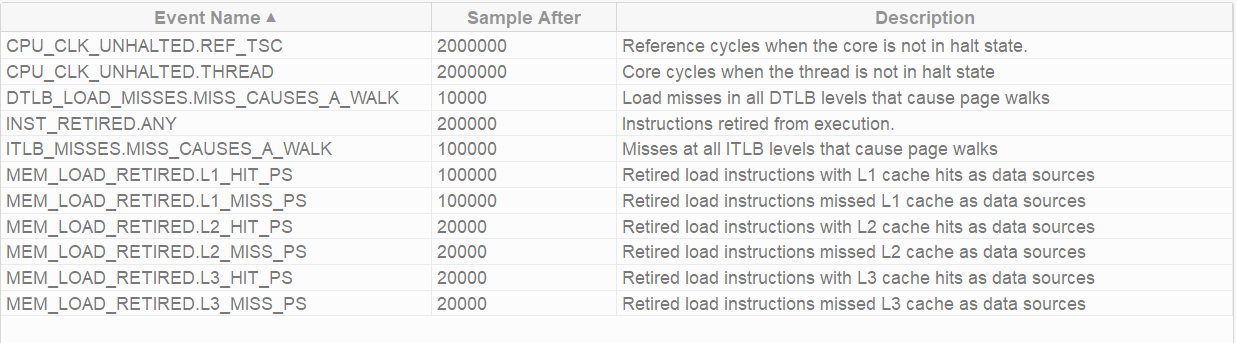 Event Name ▲ Sample After Description
CPU_CLK_UNHALTED.REF_TSC 2000000 Reference cycles when the core is not in halt state.
CPU_CLK_UNHALTED.THREAD 2000000 Core cycles when the thread is not in halt state
DTLB_LOAD_MISSES.MISS_CAUSES_A_WALK 10000 Load misses in all DTLB levels that cause page walks
INST_RETIRED.ANY 200000 Instructions retired from execution.
ITLB_MISSES.MISS_CAUSES_A_WALK 100000 Misses at all ITLB levels that cause page walks
MEM_LOAD_RETIRED.L1_HIT_PS 100000 Retired load instructions with L1 cache hits as data sources
MEM_LOAD_RETIRED.L1_MISS_PS 100000 Retired load instructions missed L1 cache as data sources
MEM_LOAD_RETIRED.L2_HIT_PS 20000 Retired load instructions with L2 cache hits as data sources
MEM_LOAD_RETIRED.L2_MISS_PS 20000 Retired load instructions missed L2 cache as data sources
MEM_LOAD_RETIRED.L3_HIT_PS 20000 Retired load instructions with L3 cache hits as data sources
MEM_LOAD_RETIRED.L3_MISS_PS 20000 Retired load instructions missed L3 cache as data sources